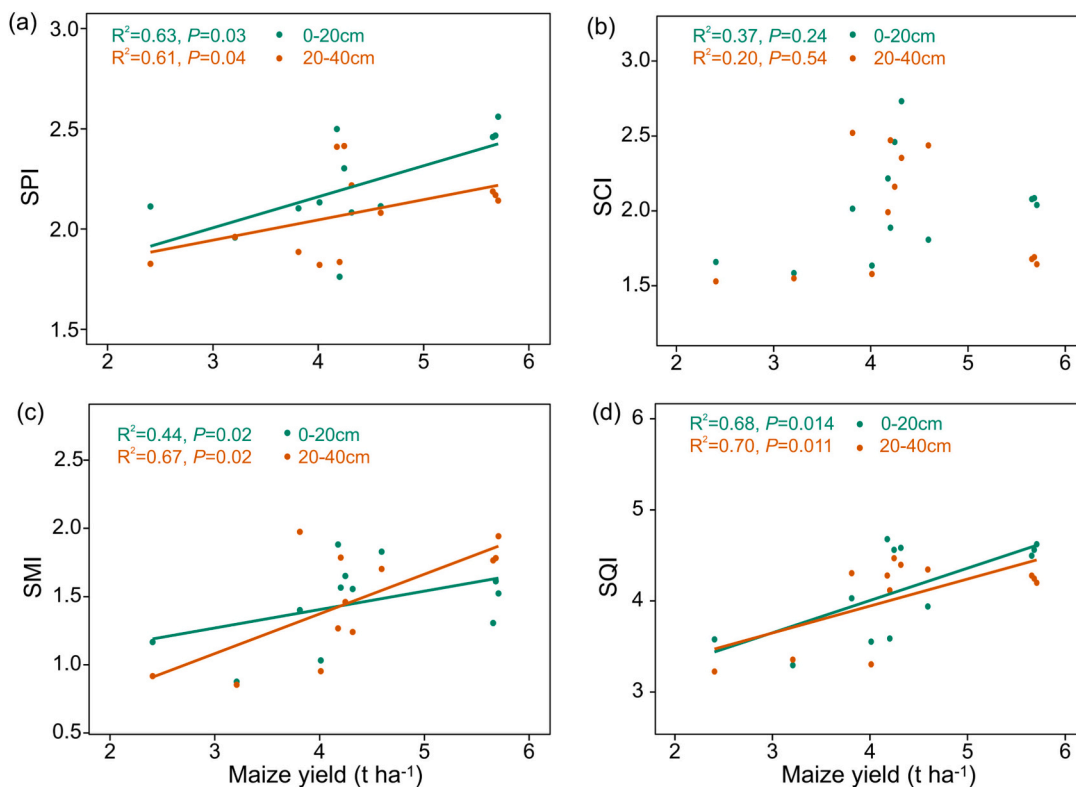 (a)
R²=0.63, P=0.03 0-20cm
R²=0.61, P=0.04 20-40cm
SPI
3.0
2.5
2.0
1.5
2 3 4 5 6
(b)
R²=0.37, P=0.24 0-20cm
R²=0.20, P=0.54 20-40cm
SCI
3.0
2.5
2.0
1.5
2 3 4 5 6
(c)
R²=0.44, P=0.02 0-20cm
R²=0.67, P=0.02 20-40cm
SMI
2.5
2.0
1.5
1.0
0.5
2 3 4 5 6
Maize yield (t ha⁻¹)
(d)
R²=0.68, P=0.014 0-20cm
R²=0.70, P=0.011 20-40cm
SQI
6
5
4
3
2 3 4 5 6
Maize yield (t ha⁻¹)